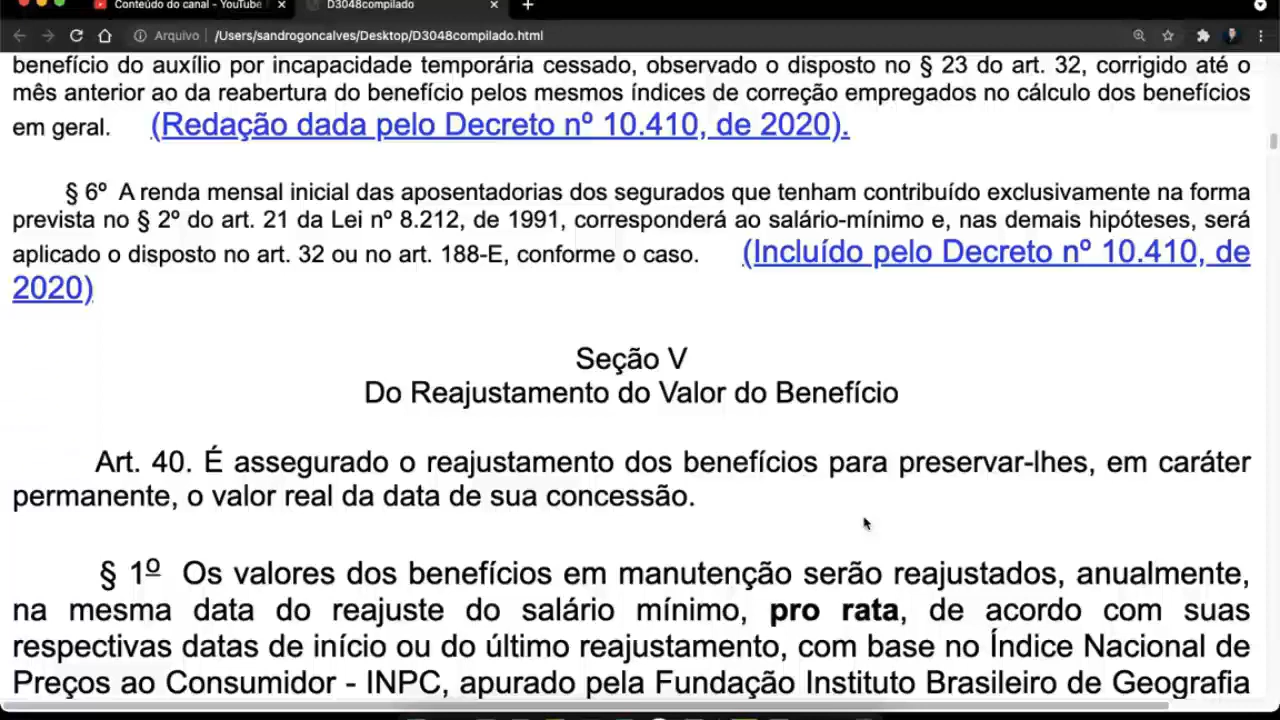 Conteúdo do canal - YouTube
D3048compilado
Arquivo | /Users/sandrogoncalves/Desktop/D3048compilado.html
benefício do auxílio por incapacidade temporária cessado, observado o disposto no § 23 do art. 32, corrigido até o
mês anterior ao da reabertura do benefício pelos mesmos índices de correção empregados no cálculo dos benefícios
em geral. (Redação dada pelo Decreto nº 10.410, de 2020).
§ 6º A renda mensal inicial das aposentadorias dos segurados que tenham contribuído exclusivamente na forma
prevista no § 2º do art. 21 da Lei nº 8.212, de 1991, corresponderá ao salário-mínimo e, nas demais hipóteses, será
aplicado o disposto no art. 32 ou no art. 188-E, conforme o caso. (Incluído pelo Decreto nº 10.410, de
2020)
Seção V
Do Reajustamento do Valor do Benefício
Art. 40. É assegurado o reajustamento dos benefícios para preservar-lhes, em caráter
permanente, o valor real da data de sua concessão.
§ 1º Os valores dos benefícios em manutenção serão reajustados, anualmente,
na mesma data do reajuste do salário mínimo, pro rata, de acordo com suas
respectivas datas de início ou do último reajustamento, com base no Índice Nacional de
Preços ao Consumidor - INPC, apurado pela Fundação Instituto Brasileiro de Geografia